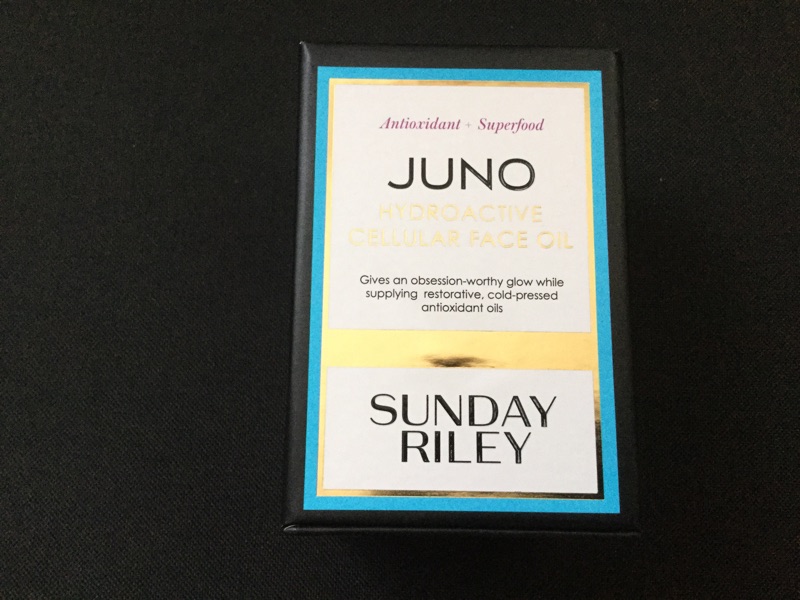 Antioxidant + Superfood
JUNO
HYDROACTIVE
CELLULAR FACE OIL
Gives an obsession-worthy glow while
supplying restorative, cold-pressed
antioxidant oils
SUNDAY
RILEY